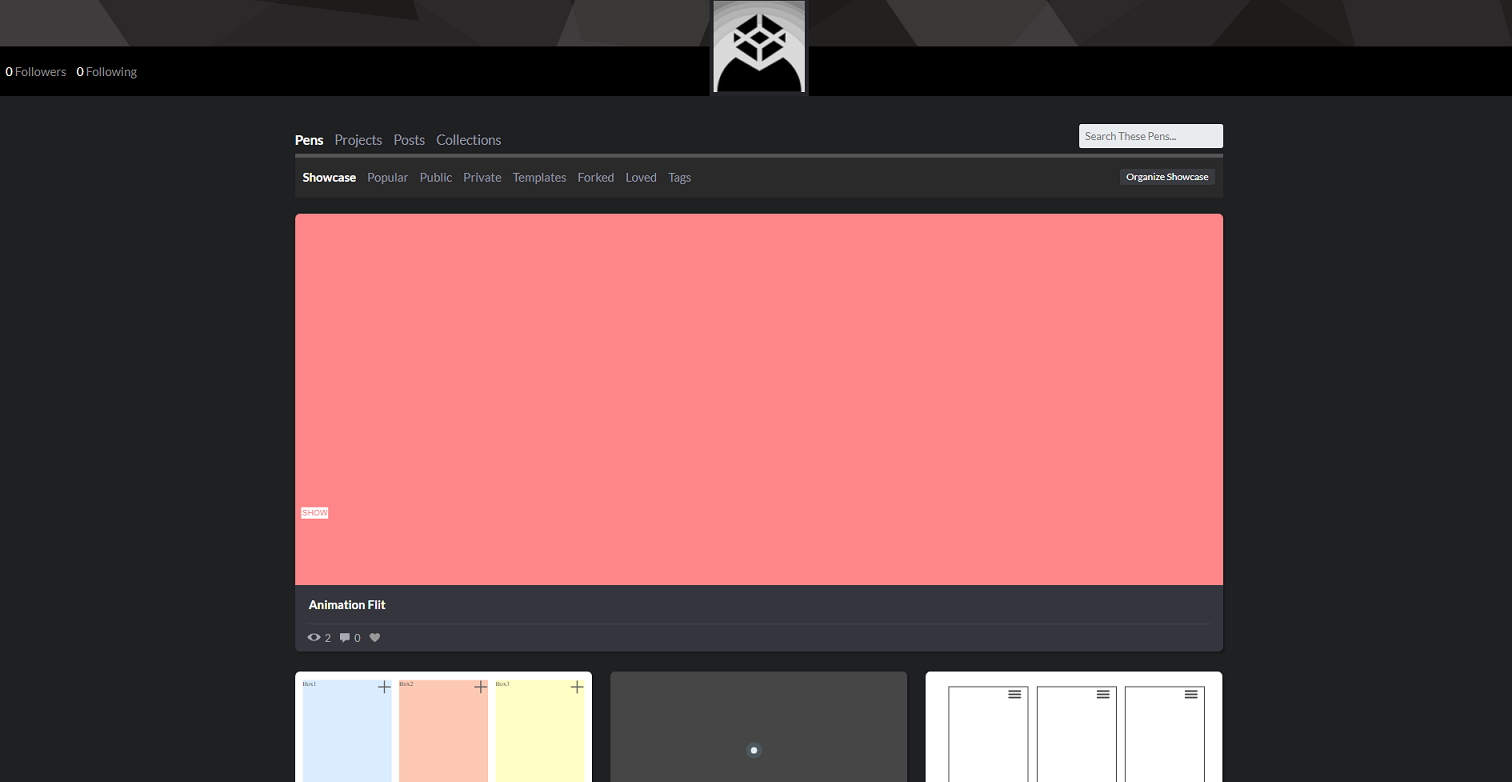 0 Followers 0 Following
Pens Projects Posts Collections
Search These Pens...
Showcase Popular Public Private Templates Forked Loved Tags
Organize Showcase
SHOW
Animation Flit
2 0
Box1 Box2 Box3